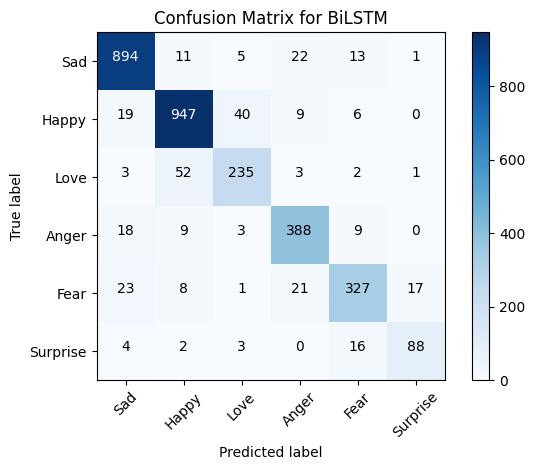 Confusion Matrix for BiLSTM
Sad 894 11 5 22 13 1
Happy 19 947 40 9 6 0
Love 3 52 235 3 2 1
Anger 18 9 3 388 9 0
Fear 23 8 1 21 327 17
Surprise 4 2 3 0 16 88
Sad Happy Love Anger Fear Surprise
True label
Predicted label
800
600
400
200
0